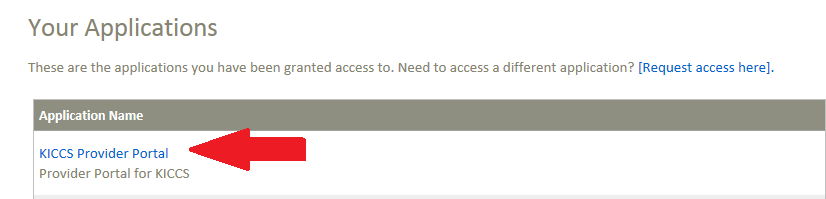 Your Applications
These are the applications you have been granted access to. Need to access a different application? [Request access here].
Application Name
KICCS Provider Portal
Provider Portal for KICCS